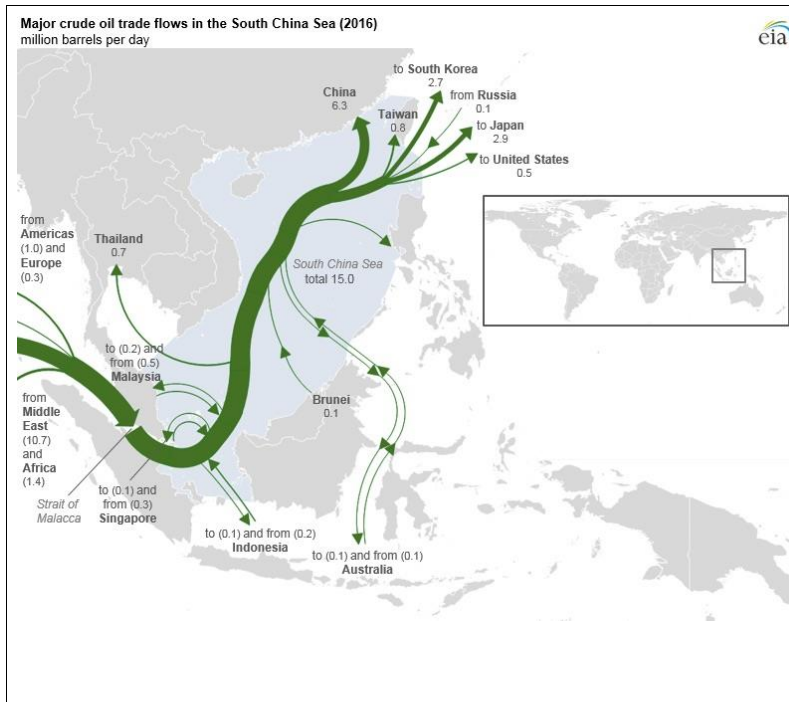 Major crude oil trade flows in the South China Sea (2016)
million barrels per day
eia
to South Korea
2.7
from Russia
0.1
China
6.3
Taiwan
0.8
to Japan
2.9
to United States
0.5
from
Americas
(1.0) and
Europe
(0.3)
Thailand
0.7
South China Sea
total 15.0
to (0.2) and
from (0.5)
Malaysia
Brunei
0.1
from
Middle
East
(10.7)
and
Africa
(1.4)
Strait of
Malacca
to (0.1) and
from (0.3)
Singapore
to (0.1) and from (0.2)
Indonesia
to (0.1) and from (0.1)
Australia